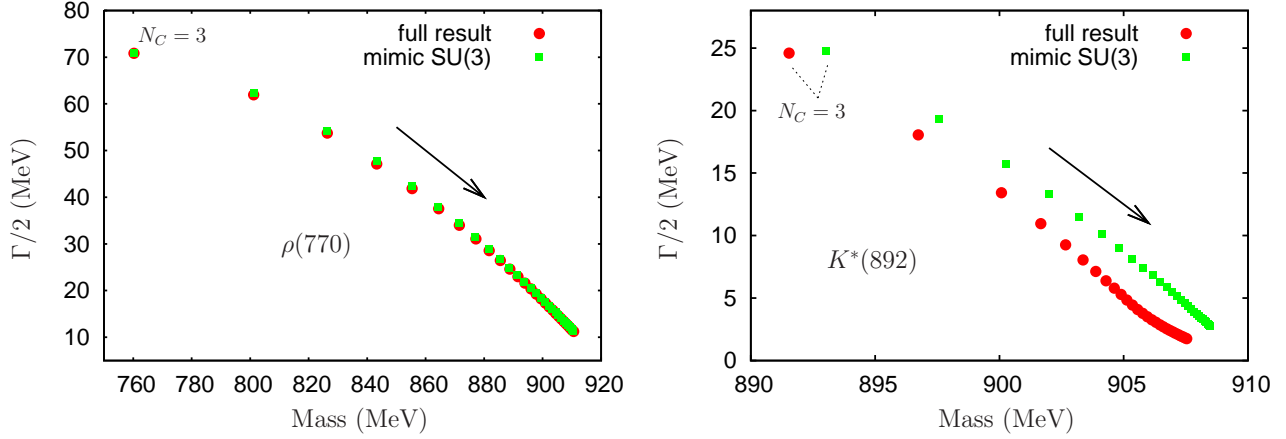 80
70
60
50
40
30
20
10
Γ/2 (MeV)
760 780 800 820 840 860 880 900 920
Mass (MeV)
N_C = 3
full result
mimic SU(3)
ρ(770)
25
20
15
10
5
0
Γ/2 (MeV)
890 895 900 905 910
Mass (MeV)
full result
mimic SU(3)
N_C = 3
K*(892)